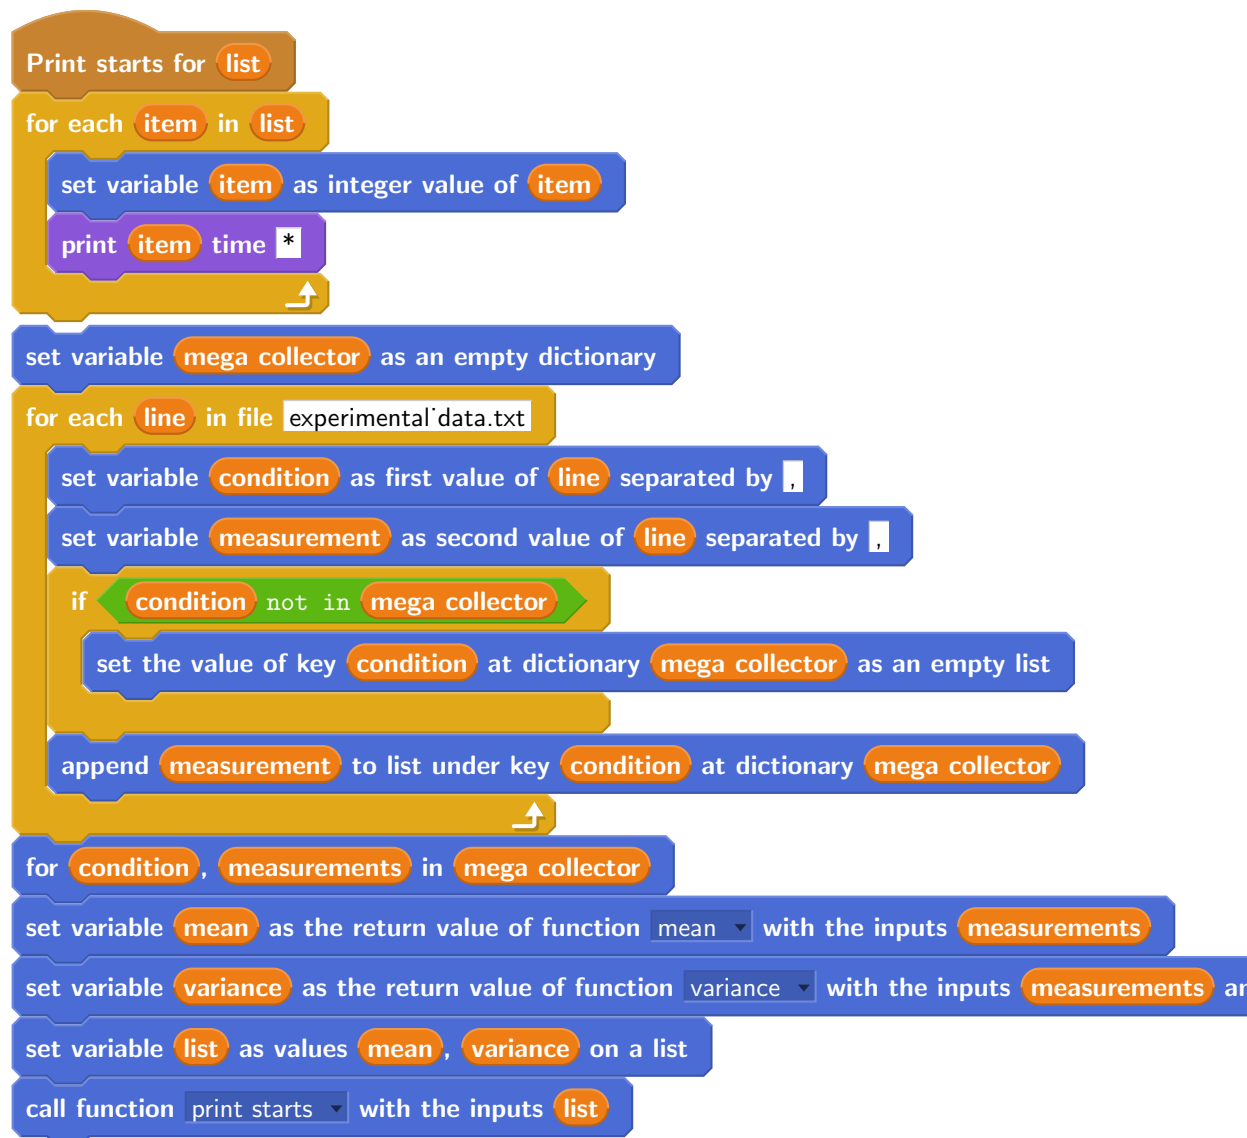 Print starts for list
for each item in list
set variable item as integer value of item
print item time *
set variable mega collector as an empty dictionary
for each line in file experimental˙data.txt
set variable condition as first value of line separated by ,
set variable measurement as second value of line separated by ,
if condition not in mega collector
set the value of key condition at dictionary mega collector as an empty list
append measurement to list under key condition at dictionary mega collector
for condition, measurements in mega collector
set variable mean as the return value of function mean with the inputs measurements
set variable variance as the return value of function variance with the inputs measurements
set variable list as values mean, variance on a list
call function print starts with the inputs list